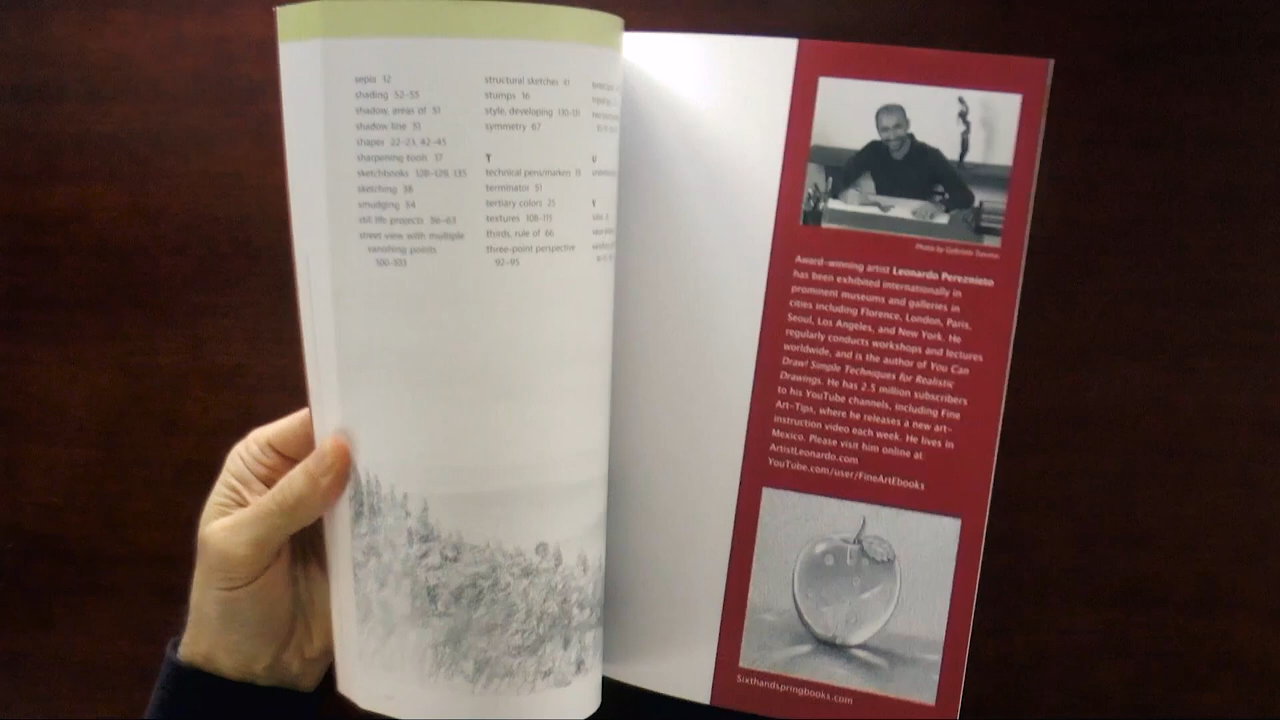 sepia 12
shading 52–55
shadow, areas of 51
shadow line 51
shapes 22–23, 42–45
sharpening tools 17
sketchbooks 128–129, 135
sketching 38
smudging 54
still life projects 56–63
street view with multiple
vanishing points,
100–103
structural sketches 41
stumps 16
style, developing 130–131
symmetry 67
T
technical pens/markers 18
terminator 51
tertiary colors 25
textures 108–115
thirds, rule of 66
three-point perspective
92–95
U
V
Photo by Gabriela
Award-winning artist Leonardo Pereznieto
has been exhibited internationally in
prominent museums and galleries in
cities including Florence, London, Paris,
Seoul, Los Angeles, and New York. He
regularly conducts workshops and lectures
worldwide, and is the author of You Can
Draw! Simple Techniques for Realistic
Drawings. He has 2.5 million subscribers
to his YouTube channels, including Fine
Art-Tips, where he releases a new art-
instruction video each week. He lives in
Mexico. Please visit him online at
ArtistLeonardo.com
YouTube.com/user/FineArtEbooks
Sixthandspringbooks.com